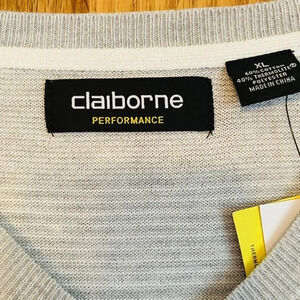 claiborne
PERFORMANCE
XL
60% COTTON
40% THERMOLITE®
POLYESTER
MADE IN CHINA